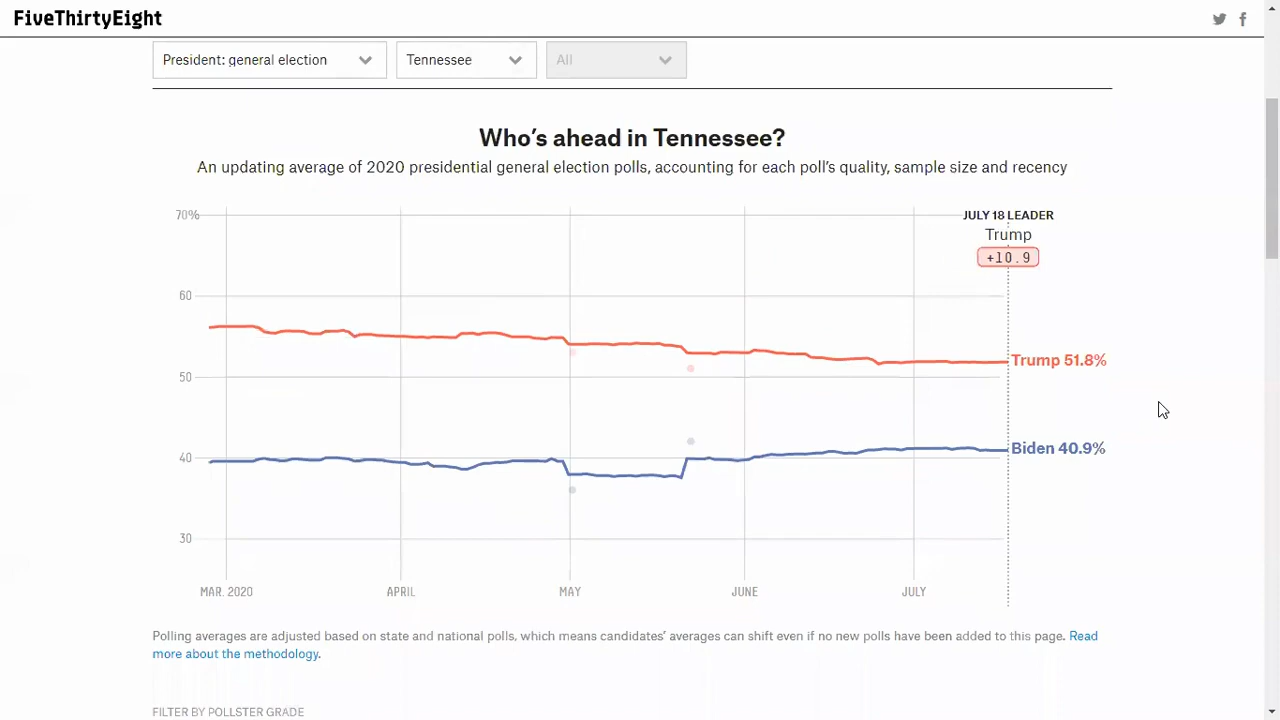 FiveThirtyEight
President: general election
Tennessee
All
Who's ahead in Tennessee?
An updating average of 2020 presidential general election polls, accounting for each poll's quality, sample size and recency
70%
JULY 18 LEADER
Trump
+10.9
60
Trump 51.8%
50
Biden 40.9%
40
30
MAR. 2020
APRIL
MAY
JUNE
JULY
Polling averages are adjusted based on state and national polls, which means candidates' averages can shift even if no new polls have been added to this page. Read
more about the methodology.
FILTER BY POLLSTER GRADE